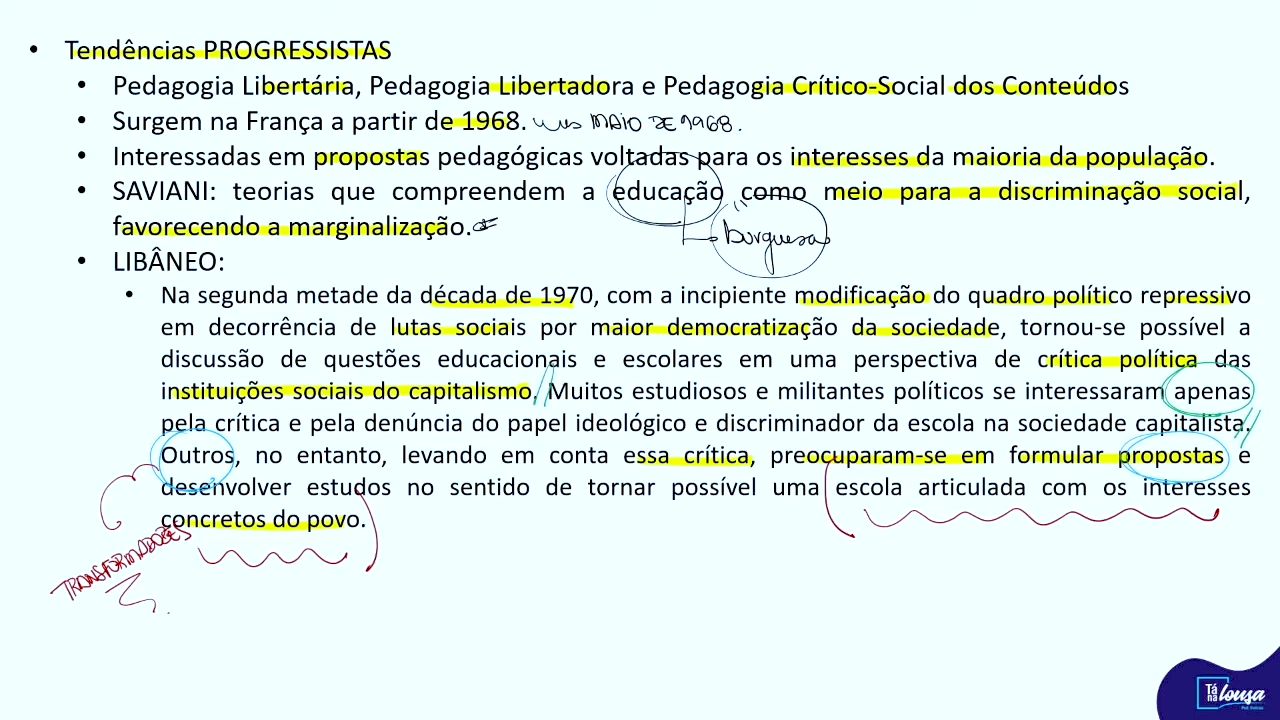 • Tendências PROGRESSISTAS
• Pedagogia Libertária, Pedagogia Libertadora e Pedagogia Crítico-Social dos Conteúdos
• Surgem na França a partir de 1968. MAIO DE 1968.
• Interessadas em propostas pedagógicas voltadas para os interesses da maioria da população.
• SAVIANI: teorias que compreendem a educação como meio para a discriminação social,
favorecendo a marginalização.
burguesa
• LIBÂNEO:
• Na segunda metade da década de 1970, com a incipiente modificação do quadro político repressivo
em decorrência de lutas sociais por maior democratização da sociedade, tornou-se possível a
discussão de questões educacionais e escolares em uma perspectiva de crítica política das
instituições sociais do capitalismo. Muitos estudiosos e militantes políticos se interessaram apenas
pela crítica e pela denúncia do papel ideológico e discriminador da escola na sociedade capitalista.
Outros, no entanto, levando em conta essa crítica, preocuparam-se em formular propostas e
desenvolver estudos no sentido de tornar possível uma escola articulada com os interesses
concretos do povo.
TRANSFORMADORES
Tá na lousa